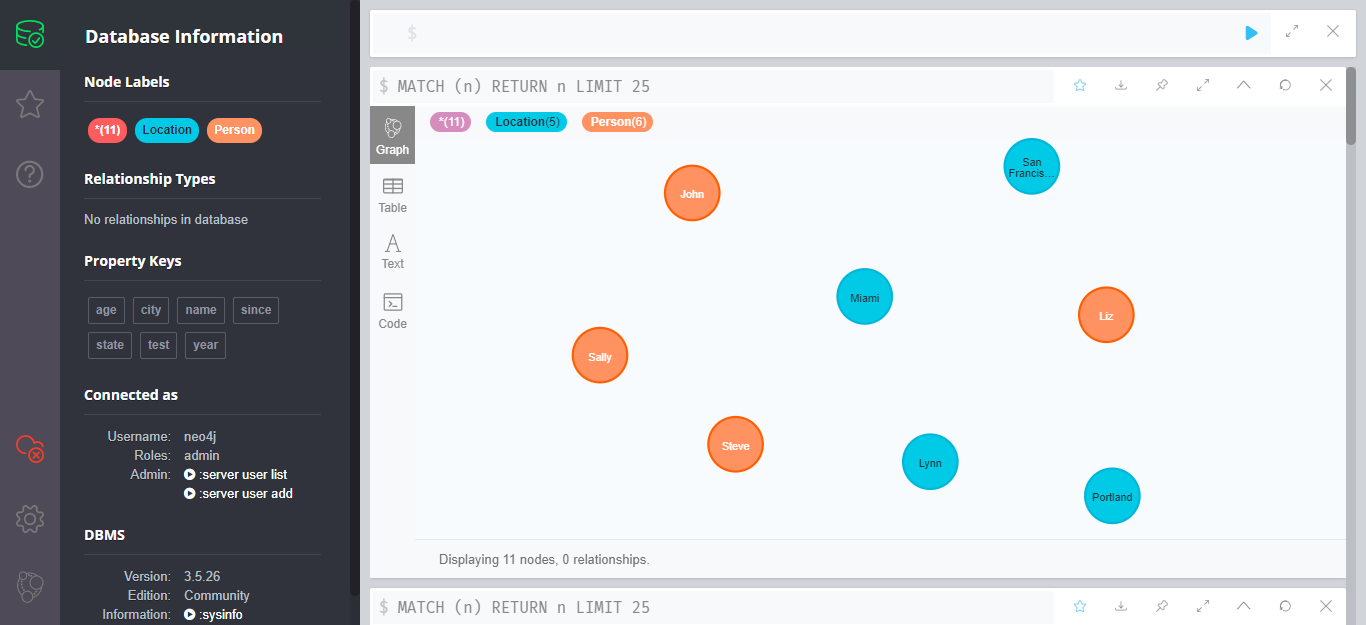 Database Information
Node Labels
*(11) Location Person
Relationship Types
No relationships in database
Property Keys
age city name since
state test year
Connected as
Username: neo4j
Roles: admin
Admin: :server user list
:server user add
DBMS
Version: 3.5.26
Edition: Community
Information: :sysinfo
$
$ MATCH (n) RETURN n LIMIT 25
Graph
Table
Text
Code
*(11) Location(5) Person(6)
San
Francis...
John
Miami
Liz
Sally
Steve
Lynn
Portland
Displaying 11 nodes, 0 relationships.
$ MATCH (n) RETURN n LIMIT 25